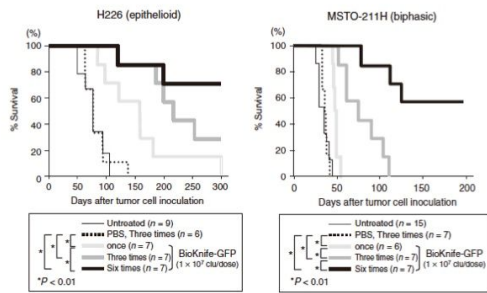 H226 (epithelioid)
(%)
100
80
60
40
20
0
% Survival
0 100 200 300
Days after tumor cell inoculation
Untreated (n = 9)
PBS, Three times (n = 6)
once (n = 7)
Three times (n = 7)
Six times (n = 7)
BioKnife-GFP
(1 × 10⁷ ciu/dose)
* * * *
*P < 0.01
MSTO-211H (biphasic)
(%)
100
80
60
40
20
0
% Survival
0 50 100 150 200
Days after tumor cell inoculation
Untreated (n = 15)
PBS, Three times (n = 7)
once (n = 6)
Three times (n = 7)
Six times (n = 7)
BioKnife-GFP
(1 × 10⁷ ciu/dose)
*P < 0.01